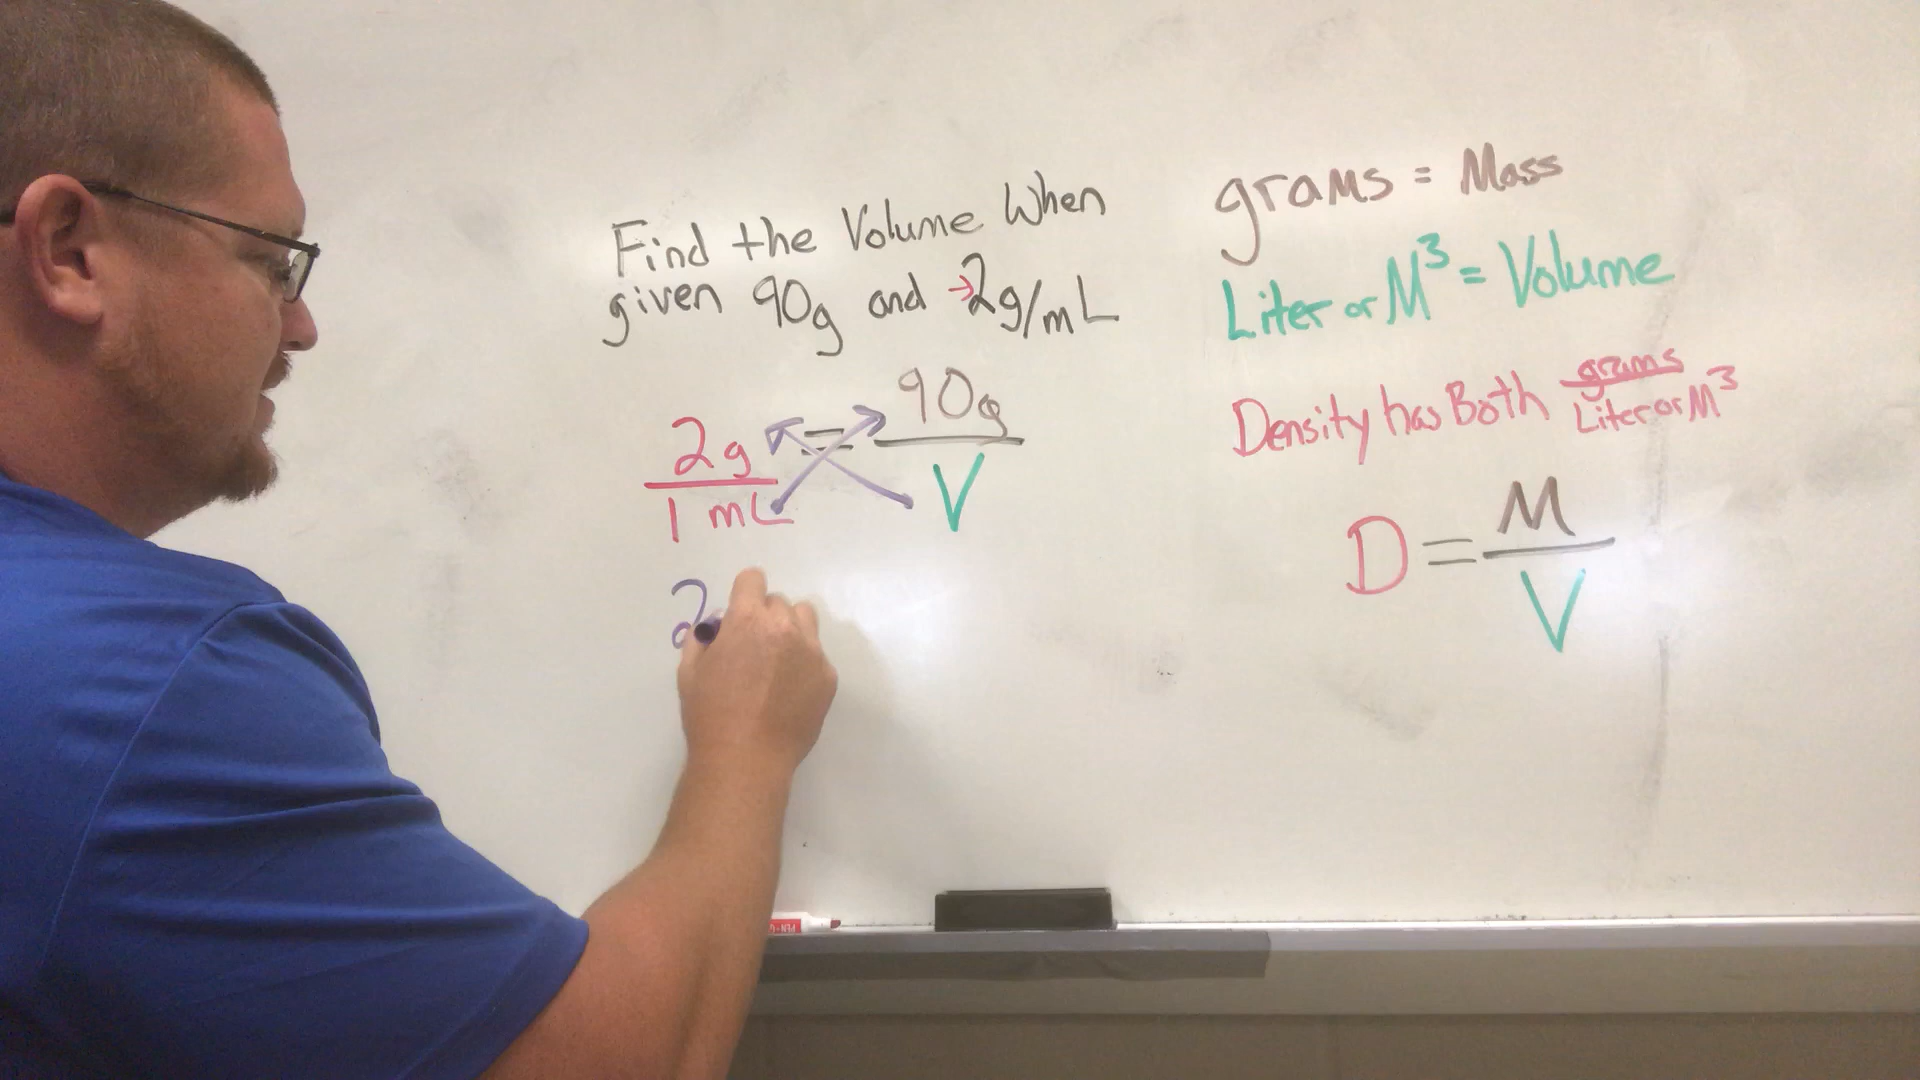 Find the Volume When
given 90g and →2g/mL
2g = 90g
1 mL V
2
grams = Mass
Liter or M³ = Volume
Density has Both grams
Liter or M³
D = M
V